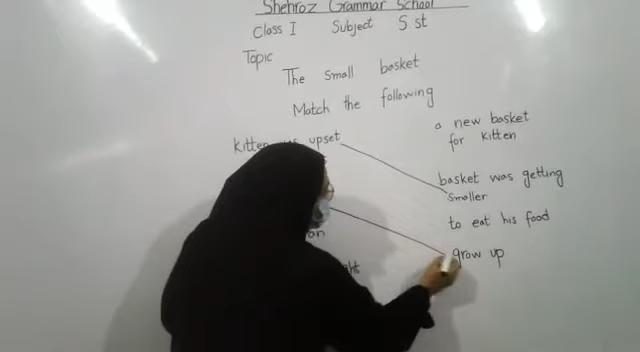 Shehroz Grammar School
Class I Subject S st
Topic
The small basket
Match the following
kitten upset
a new basket
for kitten
basket was getting
smaller
to eat his food
grow up